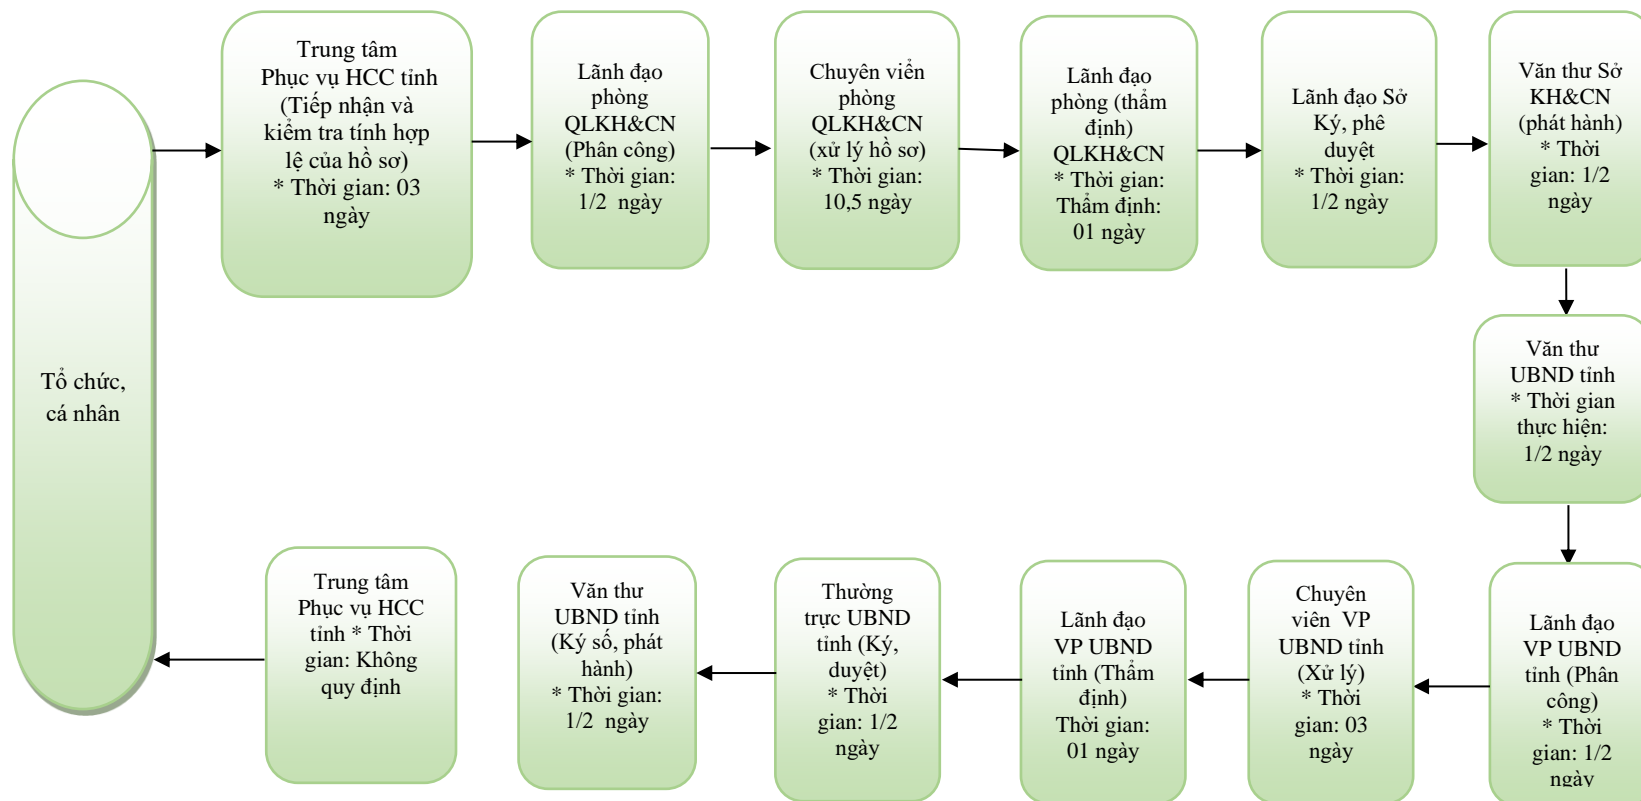 Tổ chức,
cá nhân
Trung tâm
Phục vụ HCC tỉnh
(Tiếp nhận và
kiểm tra tính hợp
lệ của hồ sơ)
* Thời gian: 03
ngày
Lãnh đạo
phòng
QLKH&CN
(Phân công)
* Thời gian:
1/2 ngày
Chuyên viển
phòng
QLKH&CN
(xử lý hồ sơ)
* Thời gian:
10,5 ngày
Lãnh đạo
phòng (thẩm
định)
QLKH&CN
* Thời gian:
Thẩm định:
01 ngày
Lãnh đạo Sở
Ký, phê
duyệt
* Thời gian:
1/2 ngày
Văn thư Sở
KH&CN
(phát hành)
* Thời
gian: 1/2
ngày
Văn thư
UBND tỉnh
* Thời gian
thực hiện:
1/2 ngày
Lãnh đạo
VP UBND
tỉnh (Phân
công)
* Thời
gian: 1/2
ngày
Chuyên
viên VP
UBND tỉnh
(Xử lý)
* Thời
gian: 03
ngày
Lãnh đạo
VP UBND
tỉnh (Thẩm
định)
Thời gian:
01 ngày
Thường
trực UBND
tỉnh (Ký,
duyệt)
* Thời
gian: 1/2
ngày
Văn thư
UBND tỉnh
(Ký số, phát
hành)
* Thời gian:
1/2 ngày
Trung tâm
Phục vụ HCC
tỉnh * Thời
gian: Không
quy định